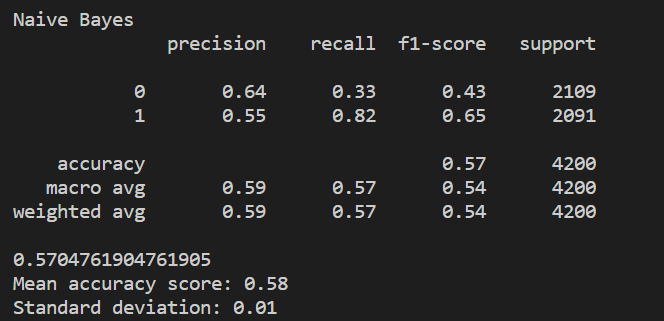 Naive Bayes
precision recall f1-score support
0 0.64 0.33 0.43 2109
1 0.55 0.82 0.65 2091
accuracy 0.57 4200
macro avg 0.59 0.57 0.54 4200
weighted avg 0.59 0.57 0.54 4200
0.5704761904761905
Mean accuracy score: 0.58
Standard deviation: 0.01